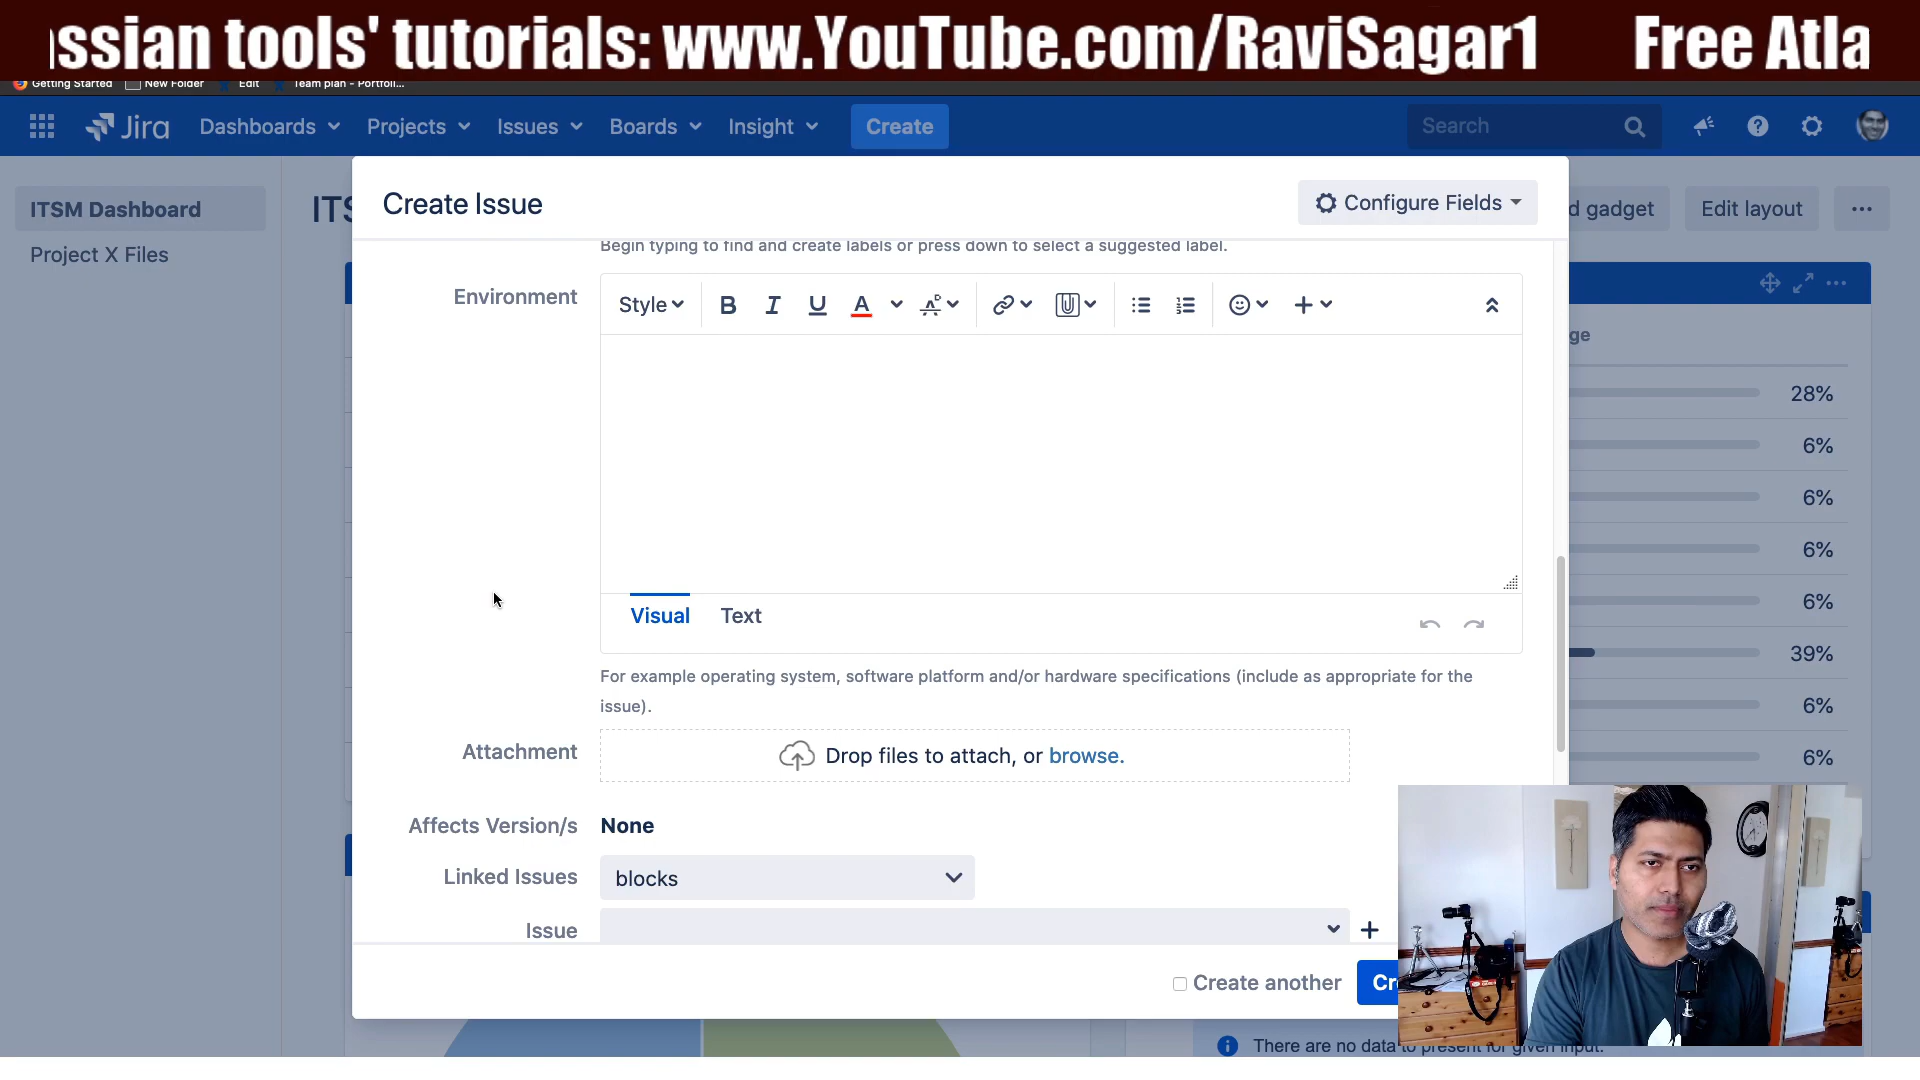 ssian tools' tutorials: www.YouTube.com/RaviSagar1 Free Atla
Getting Started New Folder Edit Team plan - Portfoli...
Jira Dashboards Projects Issues Boards Insight Create Search
ITSM Dashboard
Project X Files
ITS
d gadget Edit layout
Create Issue Configure Fields
Begin typing to find and create labels or press down to select a suggested label.
Environment
Style B I U A
Visual Text
For example operating system, software platform and/or hardware specifications (include as appropriate for the
issue).
Attachment Drop files to attach, or browse.
Affects Version/s None
Linked Issues blocks
Issue
Create another Cr
ge
28%
6%
6%
6%
6%
39%
6%
6%
There are no data to present for given input.